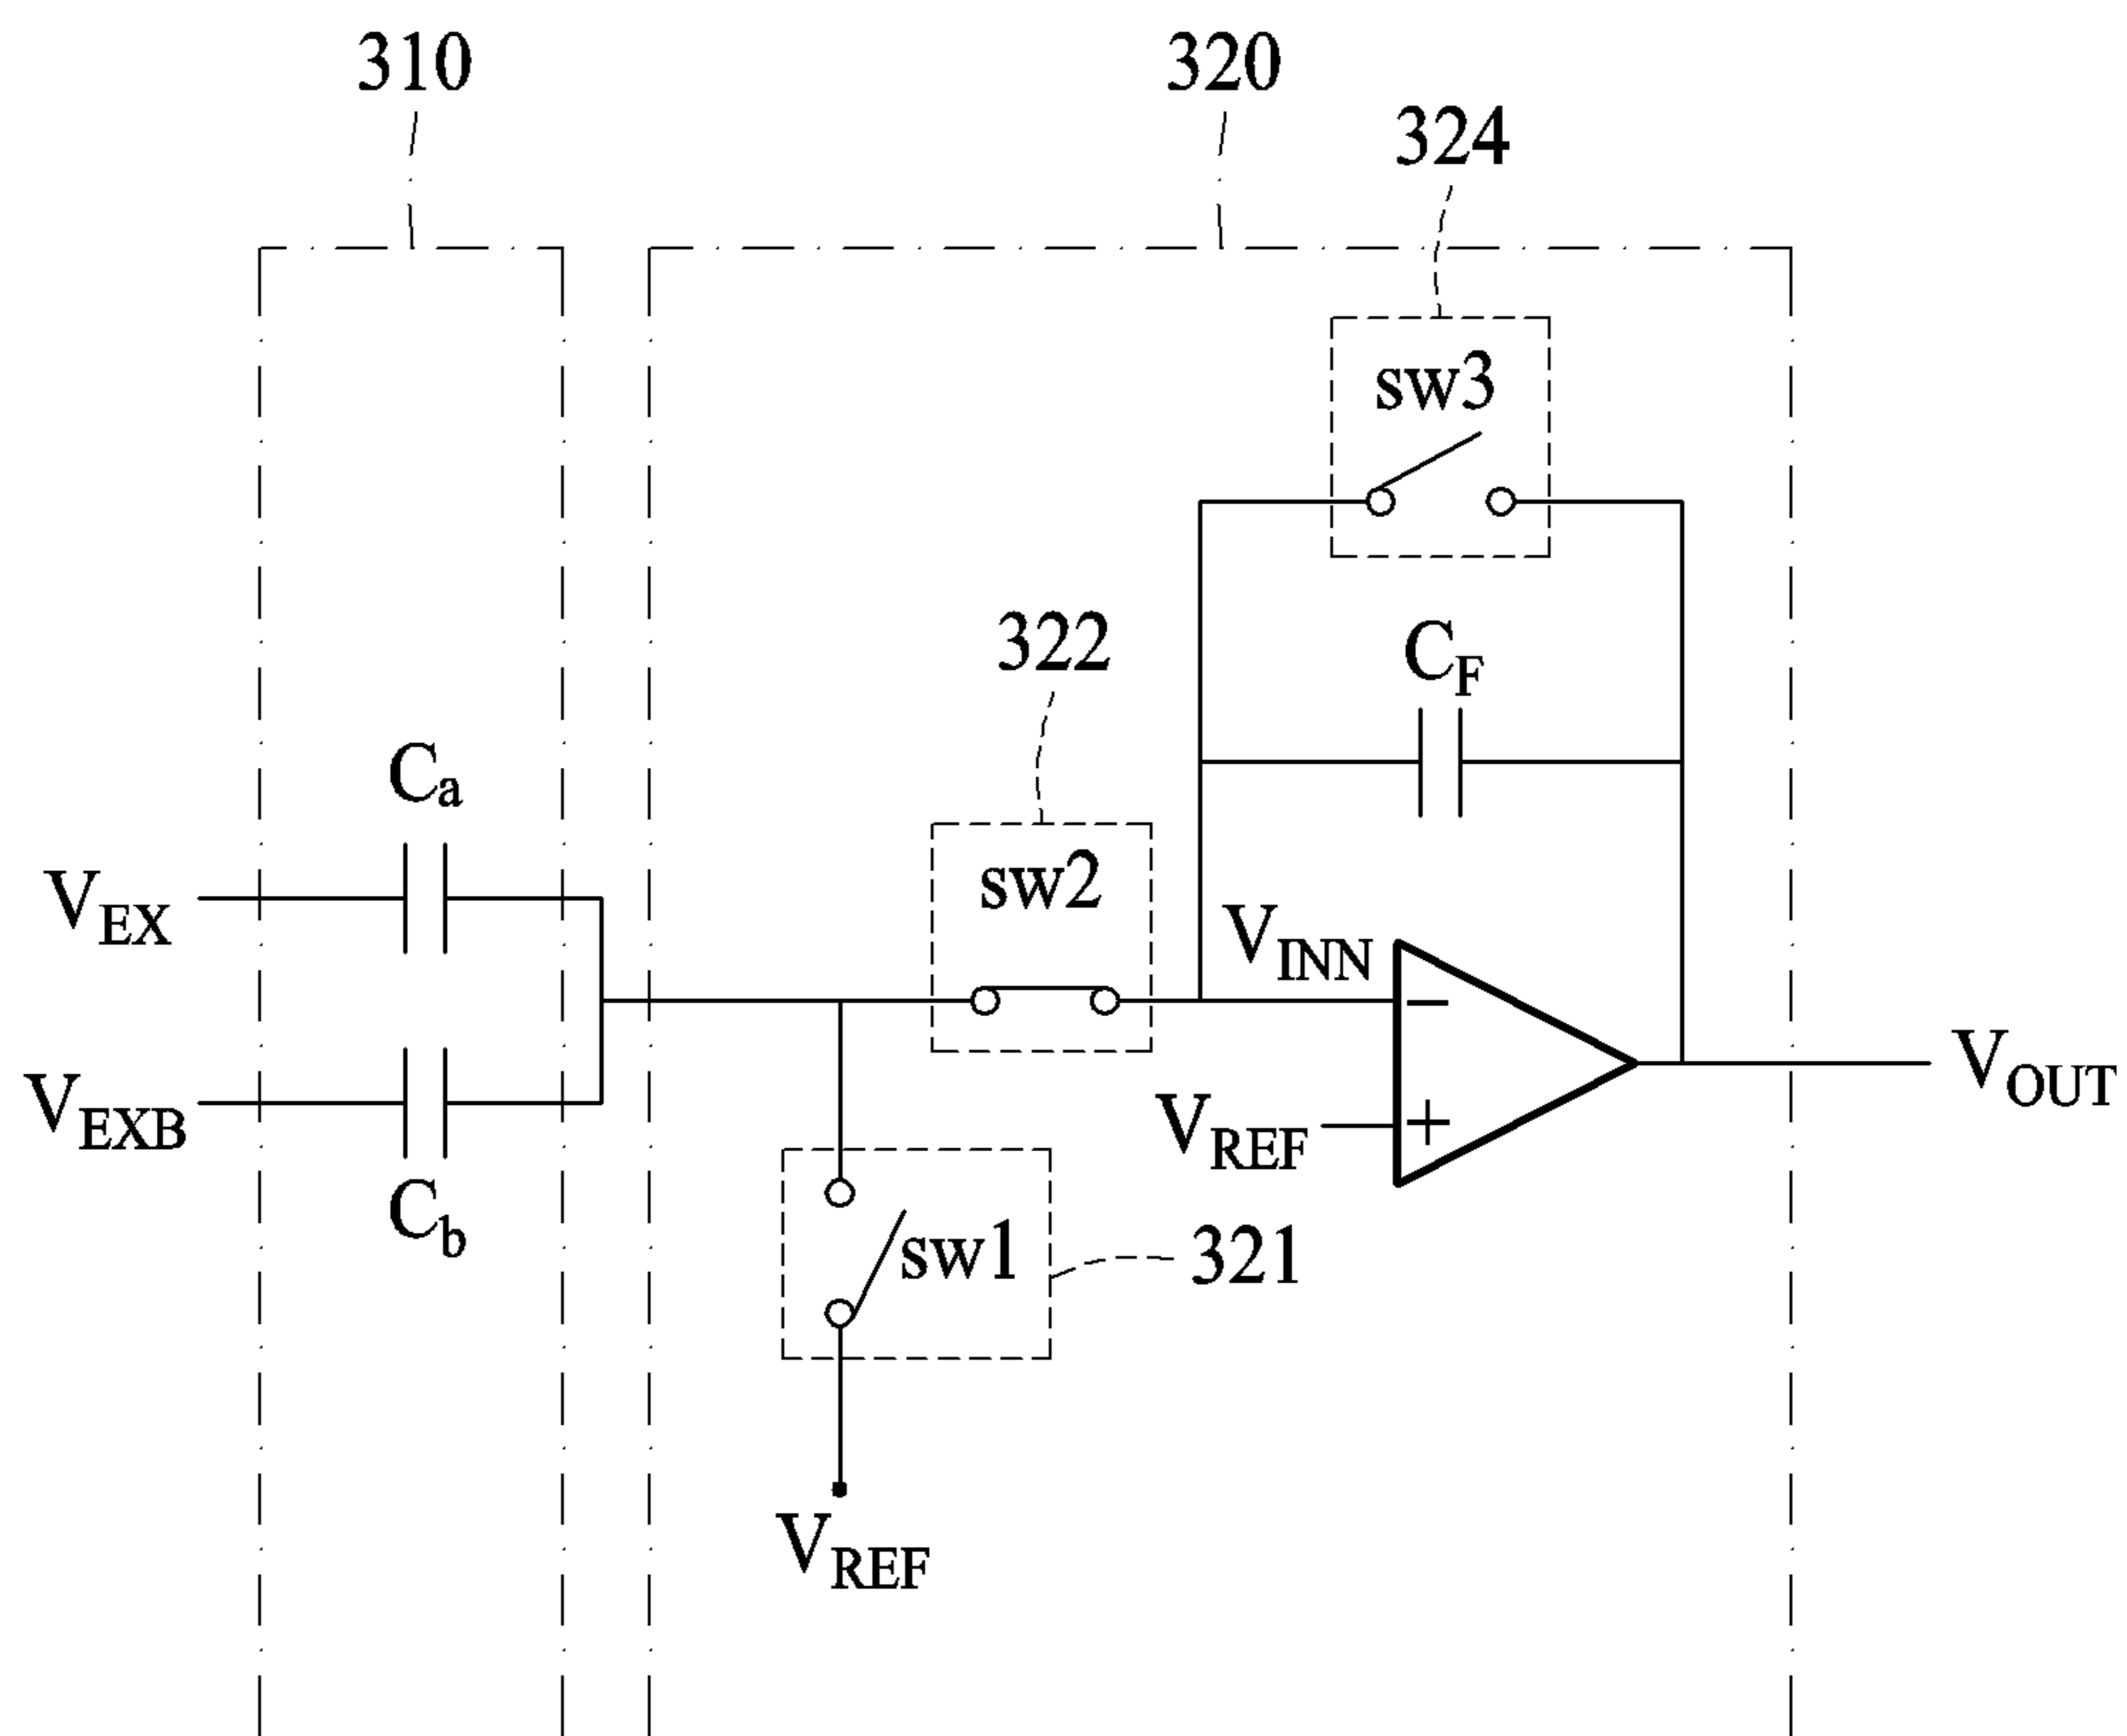 310
320
324
sw3
322
CF
Ca
sw2
VEX
VINN
VOUT
VEXB
VREF
Cb
sw1
321
VREF
−
+